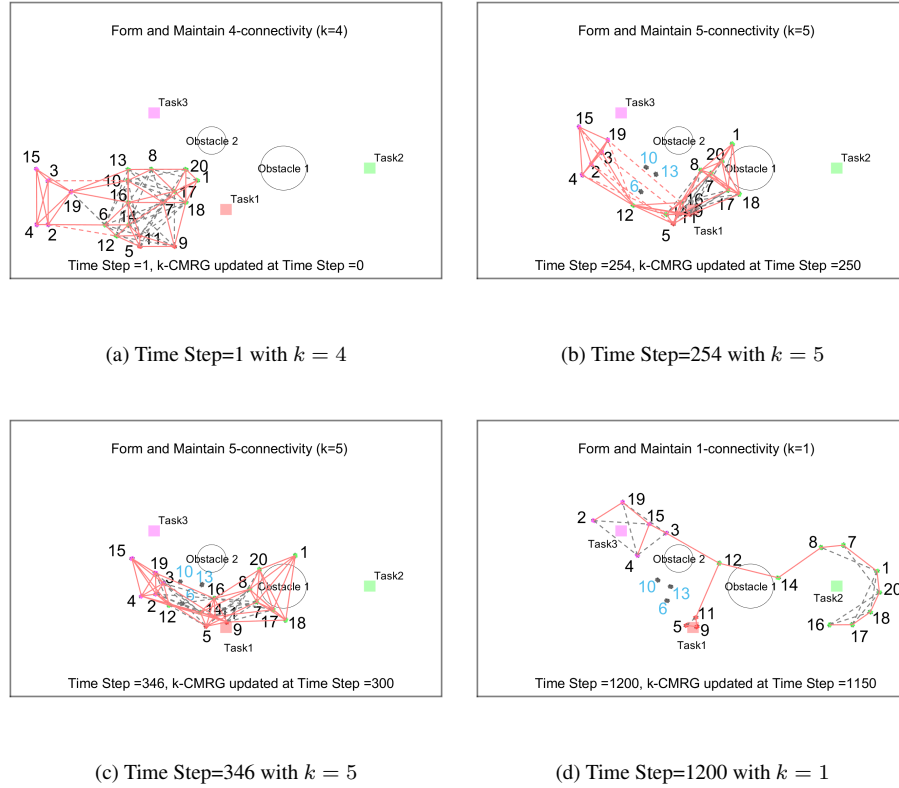 Form and Maintain 4-connectivity (k=4)
Task3
Obstacle 2
Obstacle 1
Task2
Task1
15
3
13
8
20
10
1
19
16
17
7
18
6
14
4
2
12
11
5
9
Time Step =1, k-CMRG updated at Time Step =0
(a) Time Step=1 with k = 4
Form and Maintain 5-connectivity (k=5)
Task3
15
19
Obstacle 2
1
3
10
8
20
Obstacle 1
Task2
13
4
2
6
7
16
17
18
12
14
11
9
5
Task1
Time Step =254, k-CMRG updated at Time Step =250
(b) Time Step=254 with k = 5
Form and Maintain 5-connectivity (k=5)
Task3
15
Obstacle 2
1
19
10
20
3
13
8
16
Obstacle 1
Task2
4
2
6
12
14
7
17
11
18
5
9
Task1
Time Step =346, k-CMRG updated at Time Step =300
(c) Time Step=346 with k = 5
Form and Maintain 1-connectivity (k=1)
19
2
15
3
Task3
8
7
Obstacle 2
4
12
1
10
13
Obstacle 1
14
Task2
20
6
18
11
5
9
16
17
Task1
Time Step =1200, k-CMRG updated at Time Step =1150
(d) Time Step=1200 with k = 1